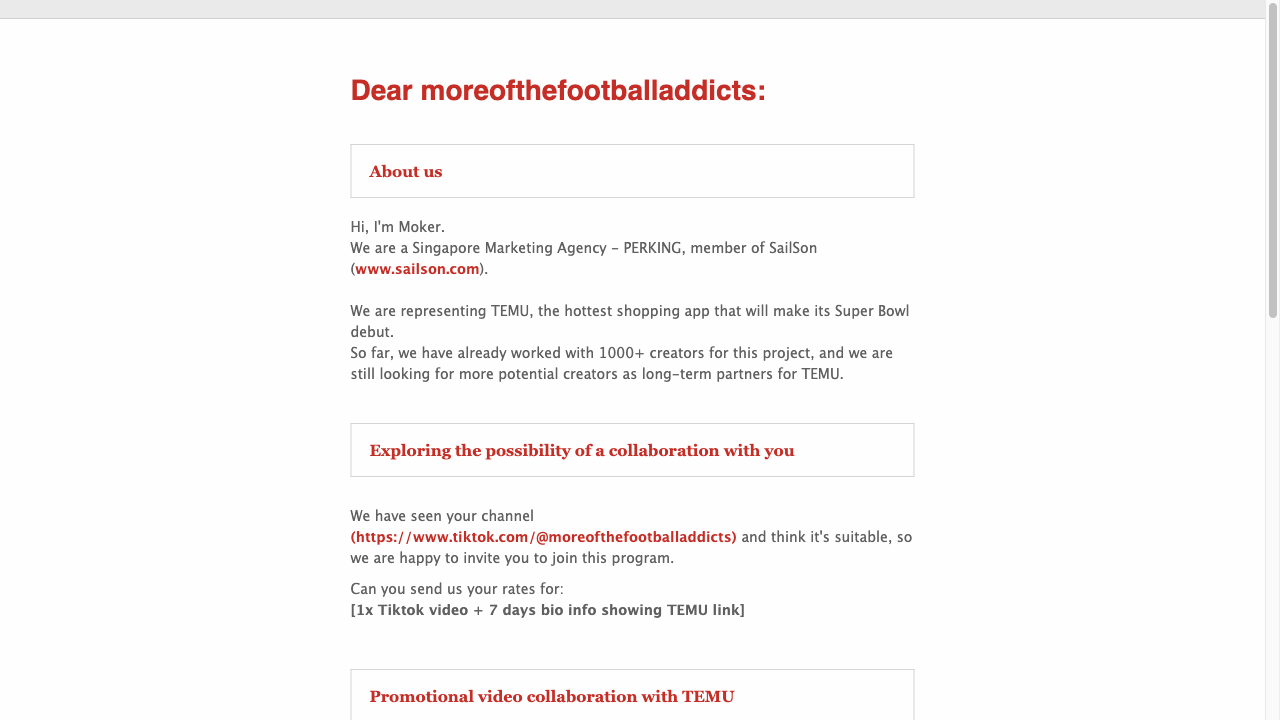 Dear moreofthefootballaddicts:
About us
Hi, I'm Moker.
We are a Singapore Marketing Agency – PERKING, member of SailSon
(www.sailson.com).
We are representing TEMU, the hottest shopping app that will make its Super Bowl
debut.
So far, we have already worked with 1000+ creators for this project, and we are
still looking for more potential creators as long-term partners for TEMU.
Exploring the possibility of a collaboration with you
We have seen your channel
(https://www.tiktok.com/@moreofthefootballaddicts) and think it's suitable, so
we are happy to invite you to join this program.
Can you send us your rates for:
[1x Tiktok video + 7 days bio info showing TEMU link]
Promotional video collaboration with TEMU